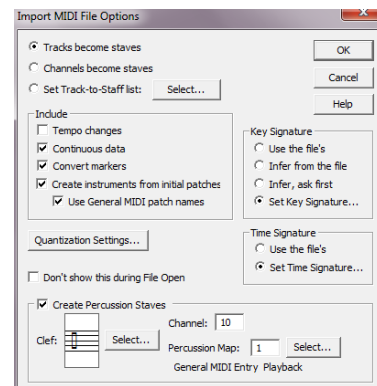 Import MIDI File Options
Tracks become staves
Channels become staves
Set Track-to-Staff list: Select...
OK
Cancel
Help
Include
Tempo changes
Continuous data
Convert markers
Create instruments from initial patches
Use General MIDI patch names
Key Signature
Use the file's
Infer from the file
Infer, ask first
Set Key Signature...
Quantization Settings...
Time Signature
Use the file's
Set Time Signature...
Don't show this during File Open
Create Percussion Staves
Clef: Select...
Channel: 10
Percussion Map: 1 Select...
General MIDI Entry Playback